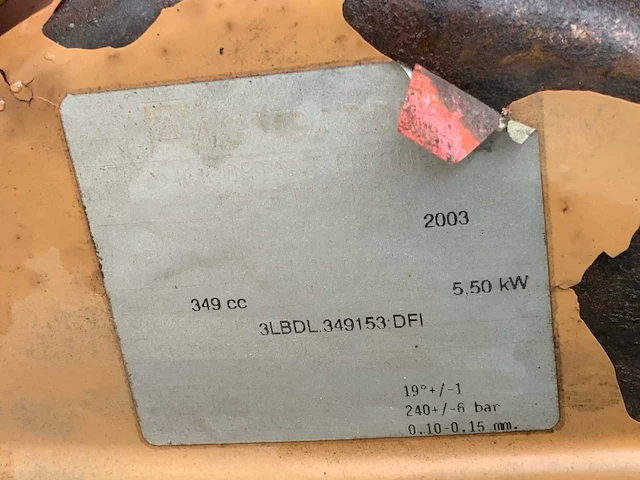 2003
5,50 kW
349 cc
3LBDL.349153:DFI
19°+/-1
240+/-6 bar
0.10-0.15 mm.